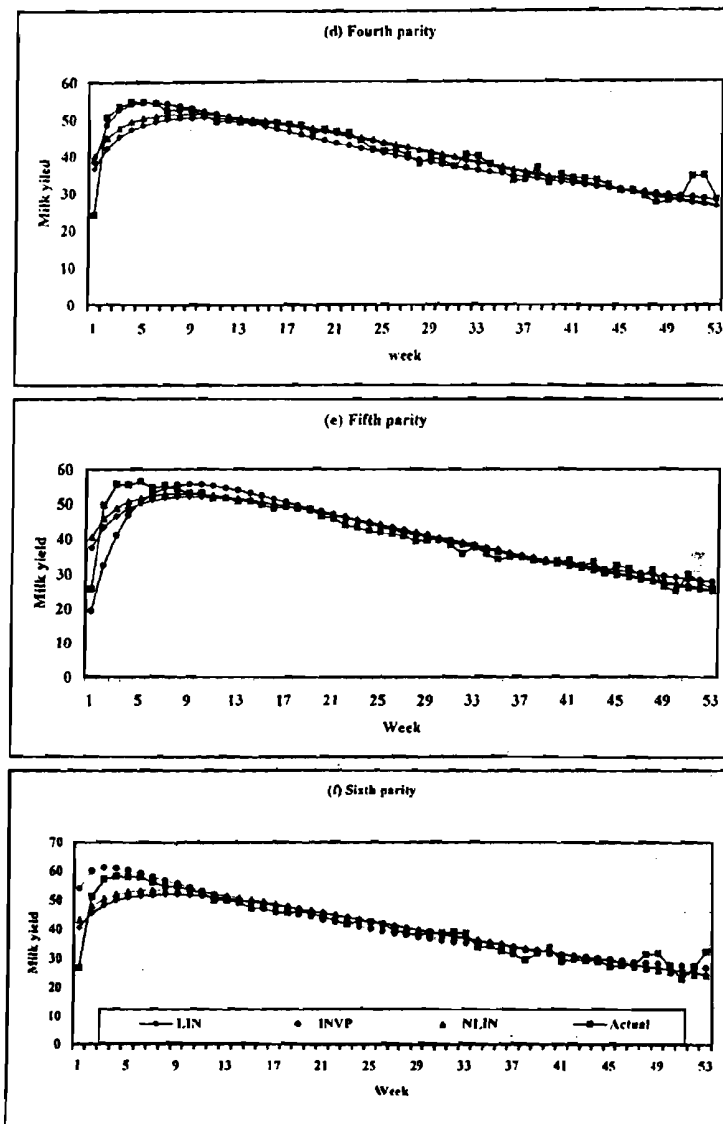 (d) Fourth parity
60
50
40
30
20
10
0
Milk yiled
1 5 9 13 17 21 25 29 33 37 41 45 49 53
week
(e) Fifth parity
60
50
40
30
20
10
0
Milk yield
1 5 9 13 17 21 25 29 33 37 41 45 49 53
Week
(f) Sixth parity
70
60
50
40
30
20
10
0
Milk yield
LIN INVP NLIN Actual
1 5 9 13 17 21 25 29 33 37 41 45 49 53
Week